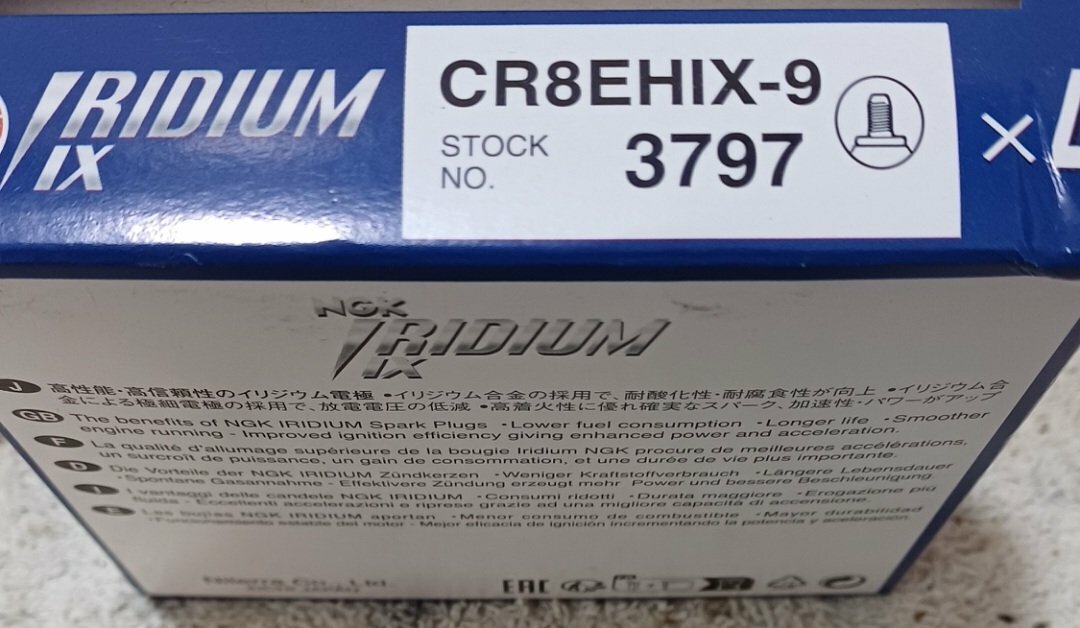 IRIDIUM
IX
CR8EHIX-9
STOCK
NO.
3797
×
NGK
IRIDIUM
IX
J 高性能・高信頼性のイリジウム電極 •イリジウム合金の採用で、耐酸化性・耐腐食性が向上 •イリジウム合
金による極細電極の採用で、放電電圧の低減 •高着火性に優れ確実なスパーク、加速性・パワーがアップ
GB The benefits of NGK IRIDIUM Spark Plugs •Lower fuel consumption •Longer life •Smoother
engine running - Improved ignition efficiency giving enhanced power and acceleration.
F La qualité d'allumage supérieure de la bougie Iridium NGK procure de meilleures accélérations,
un surcroît de puissance, un gain de consommation, et une durée de vie plus importante.
D Die Vorteile der NGK IRIDIUM Zündkerzen •Weniger Kraftstoffverbrauch •Längere Lebensdauer
•Spontane Gasannahme - Effektivere Zündung erzeugt mehr Power und bessere Beschleunigung
I I vantaggi delle candele NGK IRIDIUM •Consumi ridotti •Durata maggiore •Erogazione più
fluida - Eccellenti accelerazioni e riprese grazie ad una migliore capacità di accensione.
E Las bujías NGK IRIDIUM aportan •Menor consumo de combustible •Mayor durabilidad
•Funcionamiento estable del motor - Mejor eficacia de ignición incrementando la potencia y aceleración.
Niterra Co., Ltd.
EAC